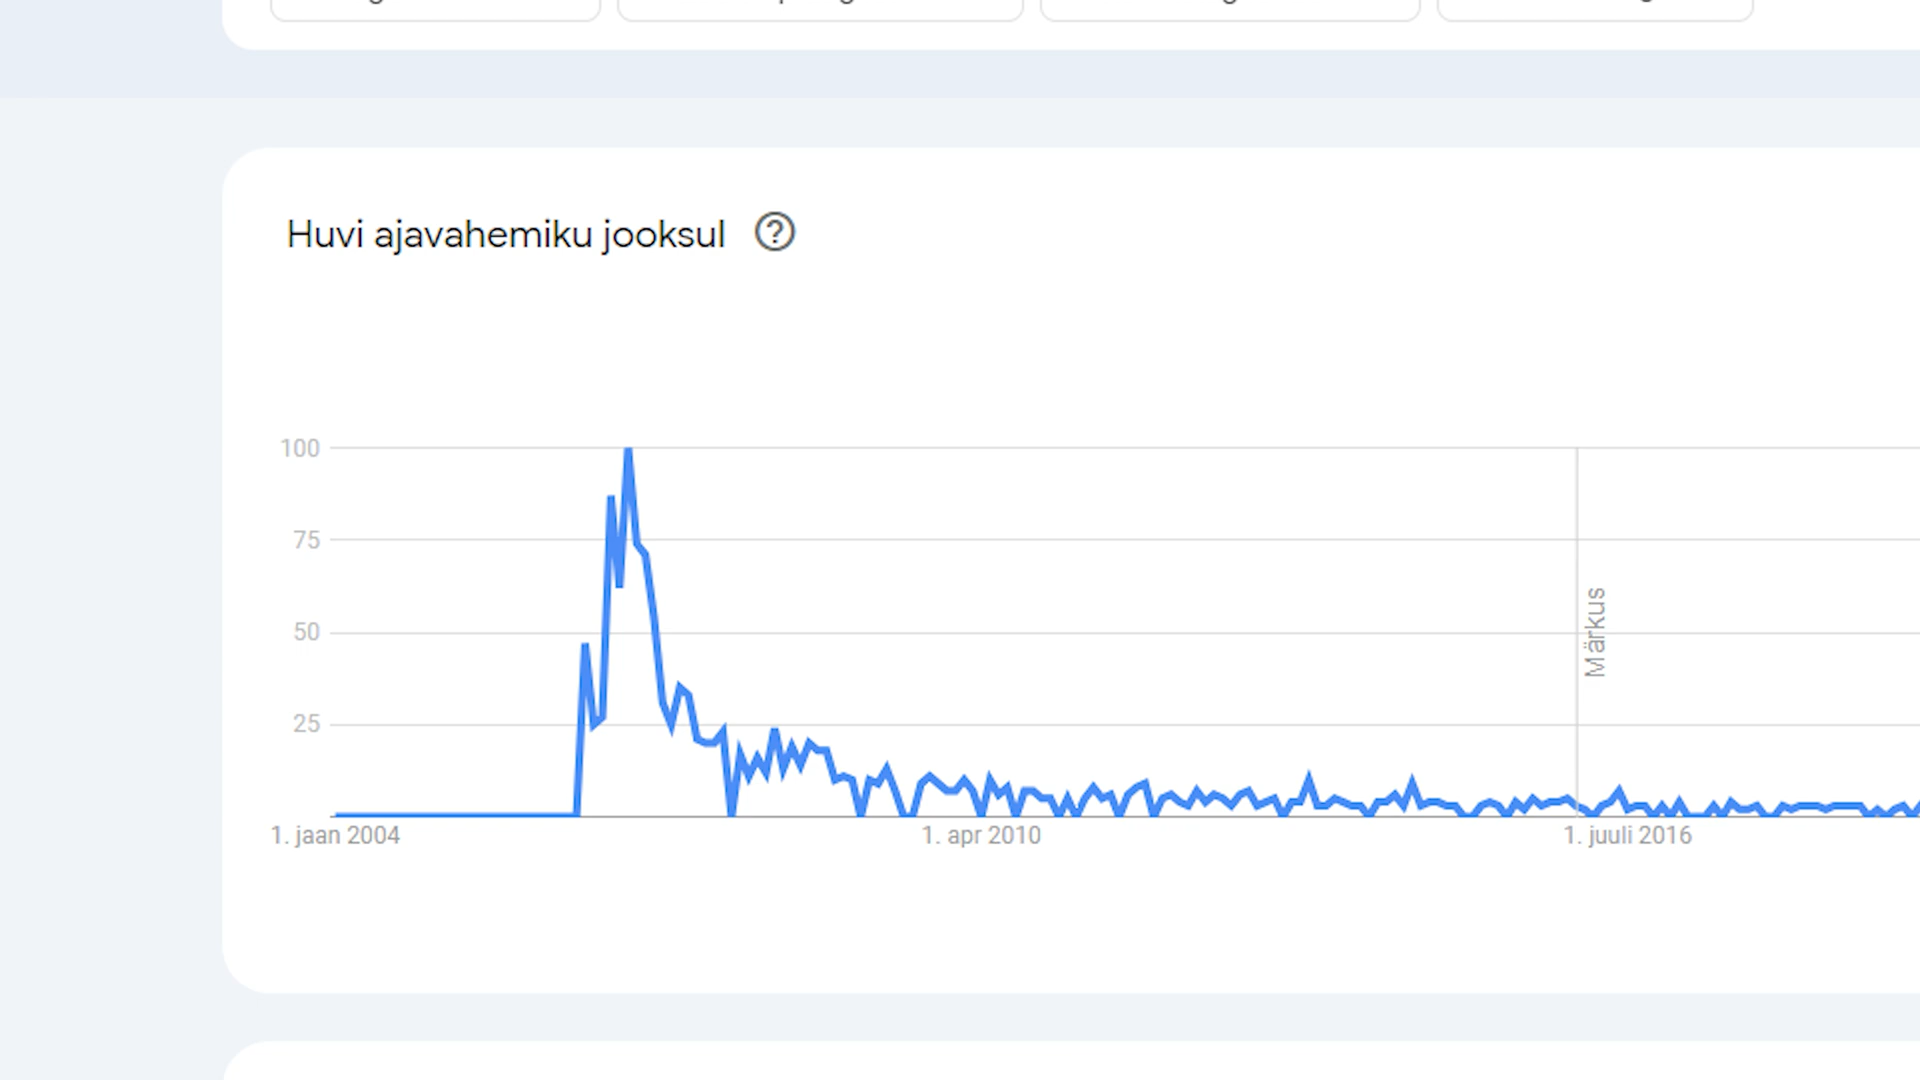 Huvi ajavahemiku jooksul
100
75
50
25
Märkus
1. jaan 2004
1. apr 2010
1. juuli 2016